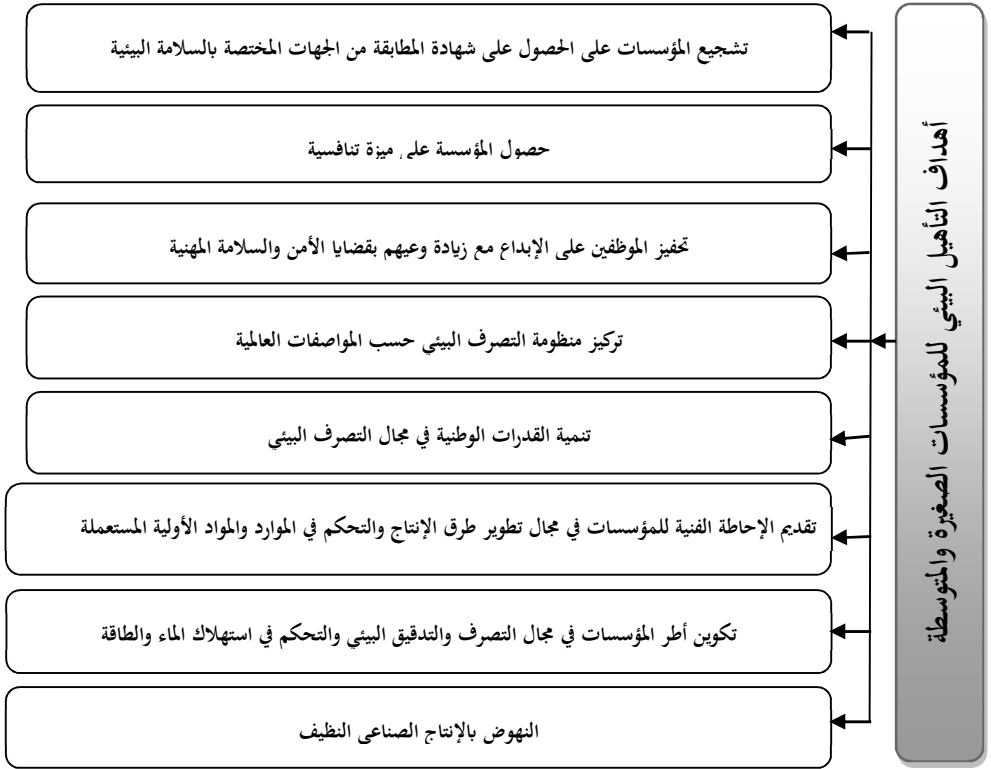 أهداف التأهيل البيئي للمؤسسات الصغيرة والمتوسطة
تشجيع المؤسسات على الحصول على شهادة المطابقة من الجهات المختصة بالسلامة البيئية
حصول المؤسسة على ميزة تنافسية
تحفيز الموظفين على الإبداع مع زيادة وعيهم بقضايا الأمن والسلامة المهنية
تركيز منظومة التصرف البيئي حسب المواصفات العالمية
تنمية القدرات الوطنية في مجال التصرف البيئي
تقديم الإحاطة الفنية للمؤسسات في مجال تطوير طرق الإنتاج والتحكم في الموارد والمواد الأولية المستعملة
تكوين أطر المؤسسات في مجال التصرف والتدقيق البيئي والتحكم في استهلاك الماء والطاقة
النهوض بالإنتاج الصناعي النظيف